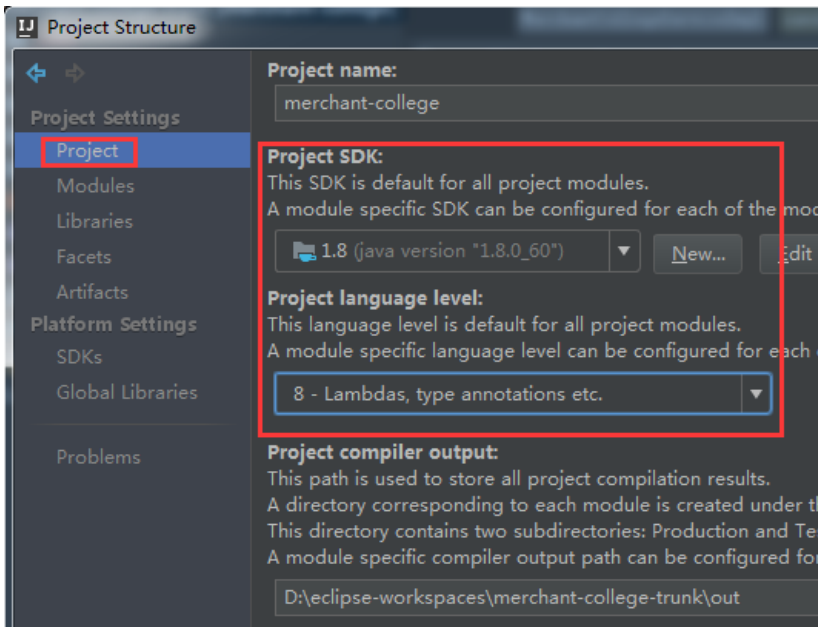 IJ Project Structure
Project Settings
Project
Modules
Libraries
Facets
Artifacts
Platform Settings
SDKs
Global Libraries
Problems
Project name:
merchant-college
Project SDK:
This SDK is default for all project modules.
A module specific SDK can be configured for each of the
1.8 (java version "1.8.0_60") New... Edit
Project language level:
This language level is default for all project modules.
A module specific language level can be configured for each
8 - Lambdas, type annotations etc.
Project compiler output:
This path is used to store all project compilation results.
A directory corresponding to each module is created under
This directory contains two subdirectories: Production and
A module specific compiler output path can be configured for
D:\eclipse-workspaces\merchant-college-trunk\out